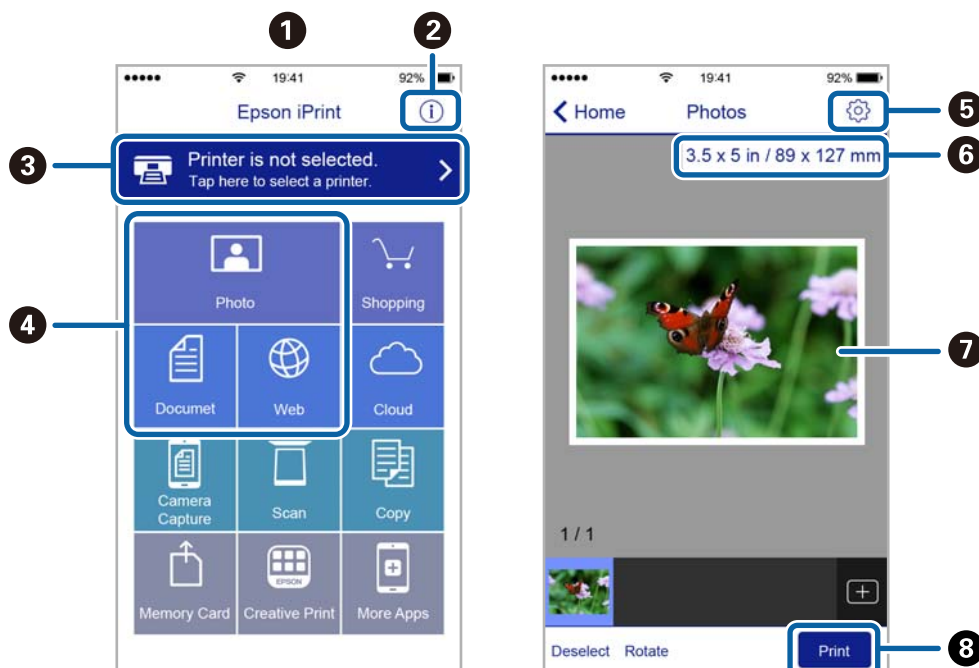 1
2
19:41
92%
Epson iPrint
3
Printer is not selected.
Tap here to select a printer.
4
Photo
Shopping
Documet
Web
Cloud
Camera
Capture
Scan
Copy
EPSON
Memory Card
Creative Print
More Apps
19:41
92%
Home
Photos
5
3.5 x 5 in / 89 x 127 mm
6
7
1 / 1
Deselect
Rotate
Print
8